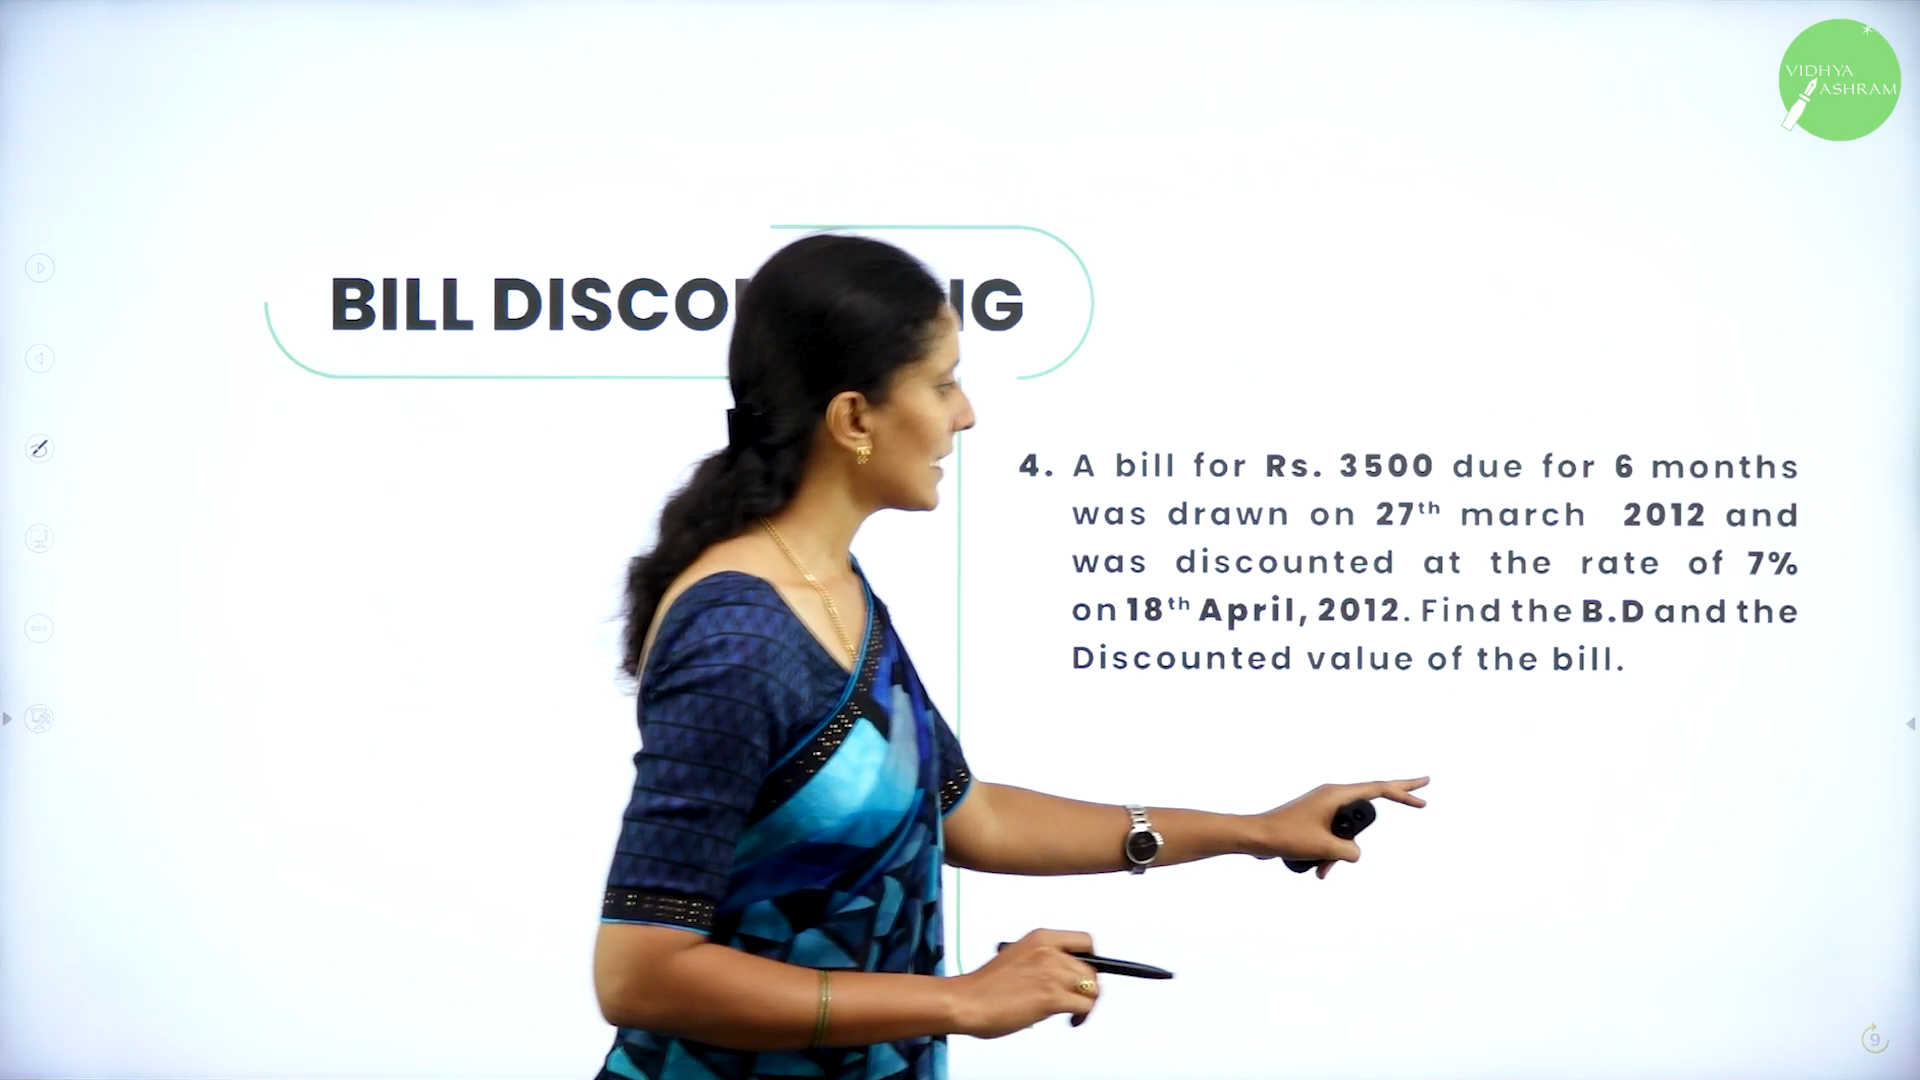 VIDHYA
ASHRAM
BILL
4. A bill for Rs. 3500 due for 6 months
was drawn on 27th march 2012 and
was discounted at the rate of 7%
on 18th April, 2012. Find the B.D and the
Discounted value of the bill.
9